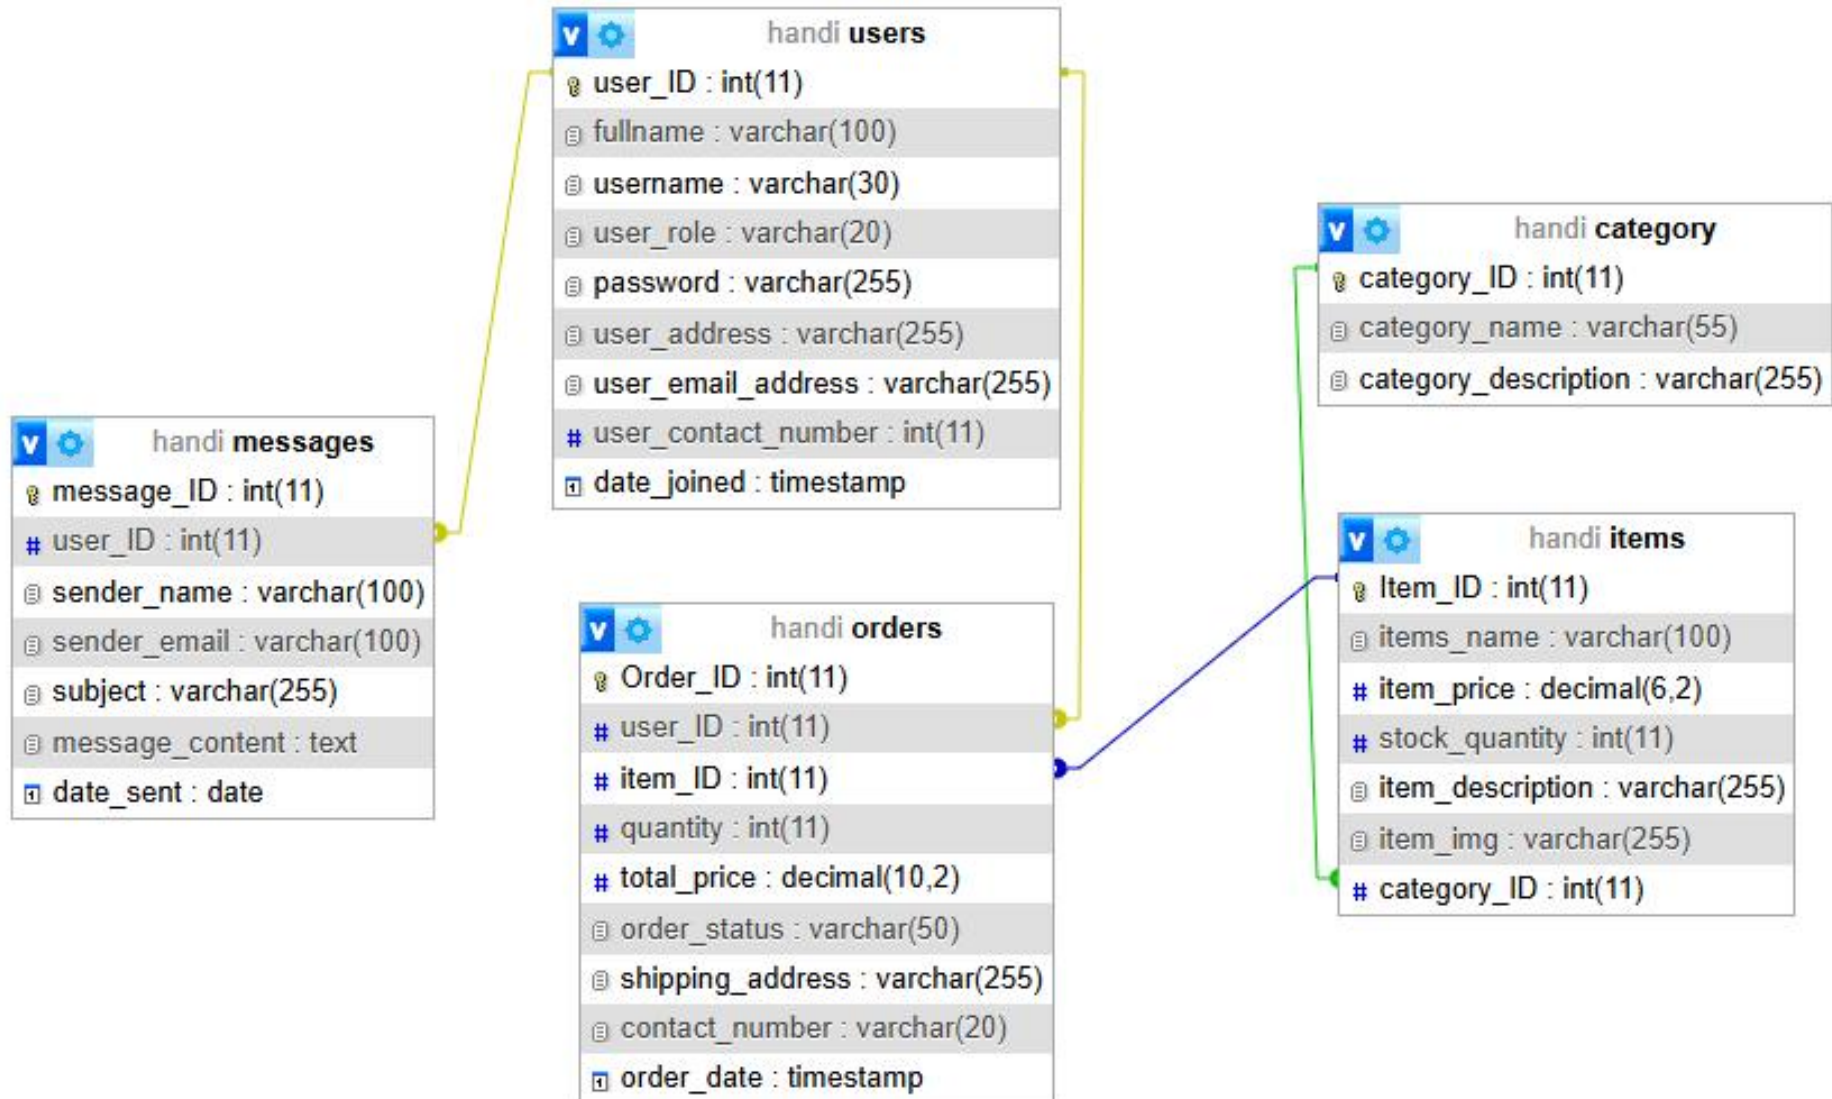 v handi users
user_ID : int(11)
fullname : varchar(100)
username : varchar(30)
user_role : varchar(20)
password : varchar(255)
user_address : varchar(255)
user_email_address : varchar(255)
# user_contact_number : int(11)
date_joined : timestamp
v handi category
category_ID : int(11)
category_name : varchar(55)
category_description : varchar(255)
v handi messages
message_ID : int(11)
# user_ID : int(11)
sender_name : varchar(100)
sender_email : varchar(100)
subject : varchar(255)
message_content : text
date_sent : date
v handi orders
Order_ID : int(11)
# user_ID : int(11)
# item_ID : int(11)
# quantity : int(11)
# total_price : decimal(10,2)
order_status : varchar(50)
shipping_address : varchar(255)
contact_number : varchar(20)
order_date : timestamp
v handi items
Item_ID : int(11)
items_name : varchar(100)
# item_price : decimal(6,2)
# stock_quantity : int(11)
item_description : varchar(255)
item_img : varchar(255)
# category_ID : int(11)